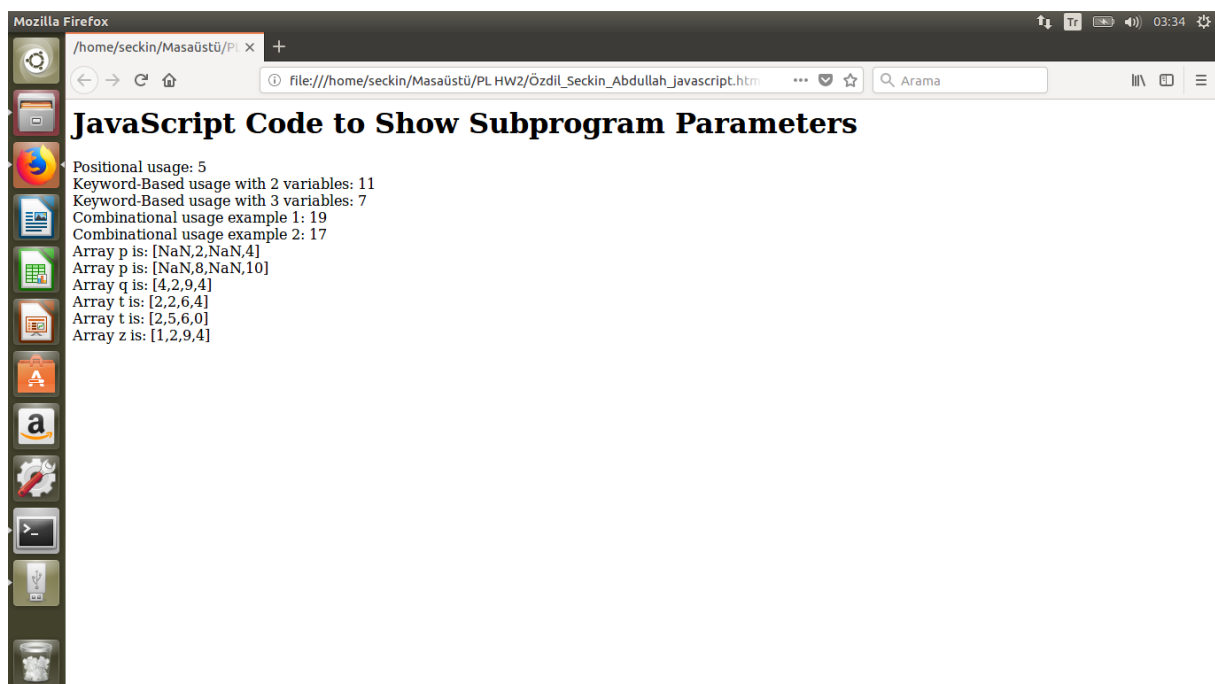 Mozilla Firefox
Tr
03:34
/home/seckin/Masaüstü/PL
file:///home/seckin/Masaüstü/PL HW2/Özdil_Seckin_Abdullah_javascript.htm
Arama
JavaScript Code to Show Subprogram Parameters
Positional usage: 5
Keyword-Based usage with 2 variables: 11
Keyword-Based usage with 3 variables: 7
Combinational usage example 1: 19
Combinational usage example 2: 17
Array p is: [NaN,2,NaN,4]
Array p is: [NaN,8,NaN,10]
Array q is: [4,2,9,4]
Array t is: [2,2,6,4]
Array t is: [2,5,6,0]
Array z is: [1,2,9,4]